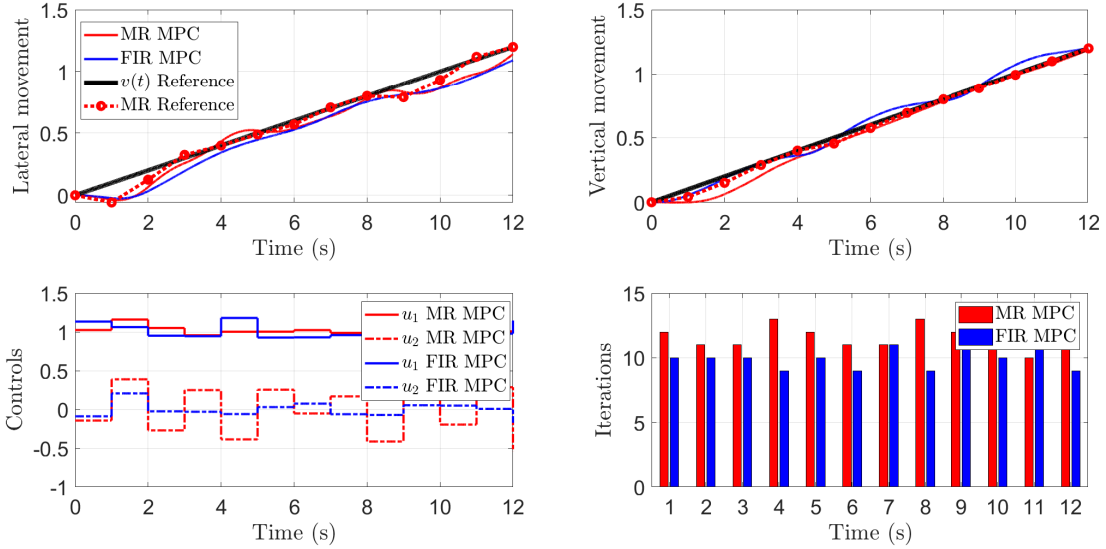 1.5
1
0.5
0
Lateral movement
MR MPC
FIR MPC
v(t) Reference
MR Reference
0 2 4 6 8 10 12
Time (s)
1.5
1
0.5
0
Vertical movement
0 2 4 6 8 10 12
Time (s)
1.5
1
0.5
0
-0.5
-1
Controls
u1 MR MPC
u2 MR MPC
u1 FIR MPC
u2 FIR MPC
0 2 4 6 8 10 12
Time (s)
15
10
5
0
Iterations
MR MPC
FIR MPC
1 2 3 4 5 6 7 8 9 10 11 12
Time (s)